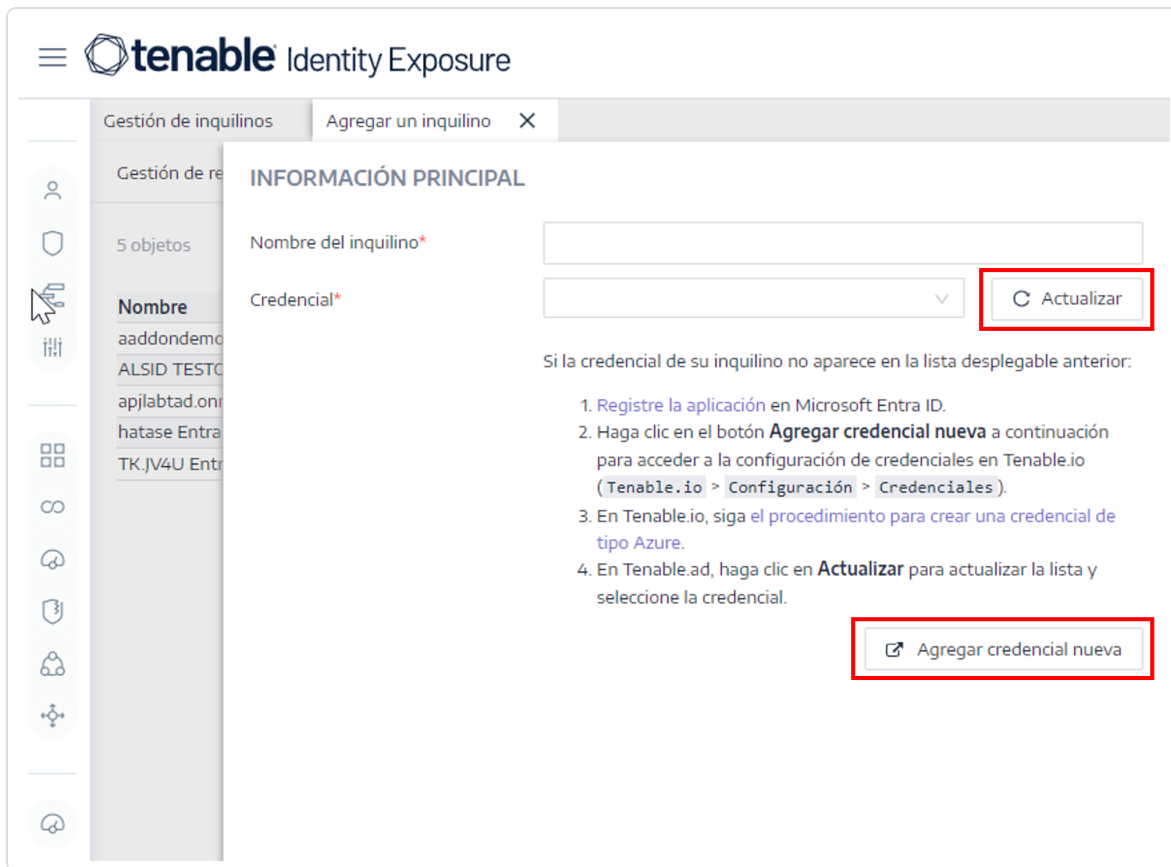 tenable Identity Exposure
Gestión de inquilinos
Agregar un inquilino
Gestión de re
INFORMACIÓN PRINCIPAL
5 objetos
Nombre del inquilino*
Credencial*
Actualizar
Nombre
aaddondemo
ALSID TESTC
apjlabtad.onr
hatase Entra
TK.JV4U Entr
Si la credencial de su inquilino no aparece en la lista desplegable anterior:
1. Registre la aplicación en Microsoft Entra ID.
2. Haga clic en el botón Agregar credencial nueva a continuación
para acceder a la configuración de credenciales en Tenable.io
(Tenable.io > Configuración > Credenciales).
3. En Tenable.io, siga el procedimiento para crear una credencial de
tipo Azure.
4. En Tenable.ad, haga clic en Actualizar para actualizar la lista y
seleccione la credencial.
Agregar credencial nueva